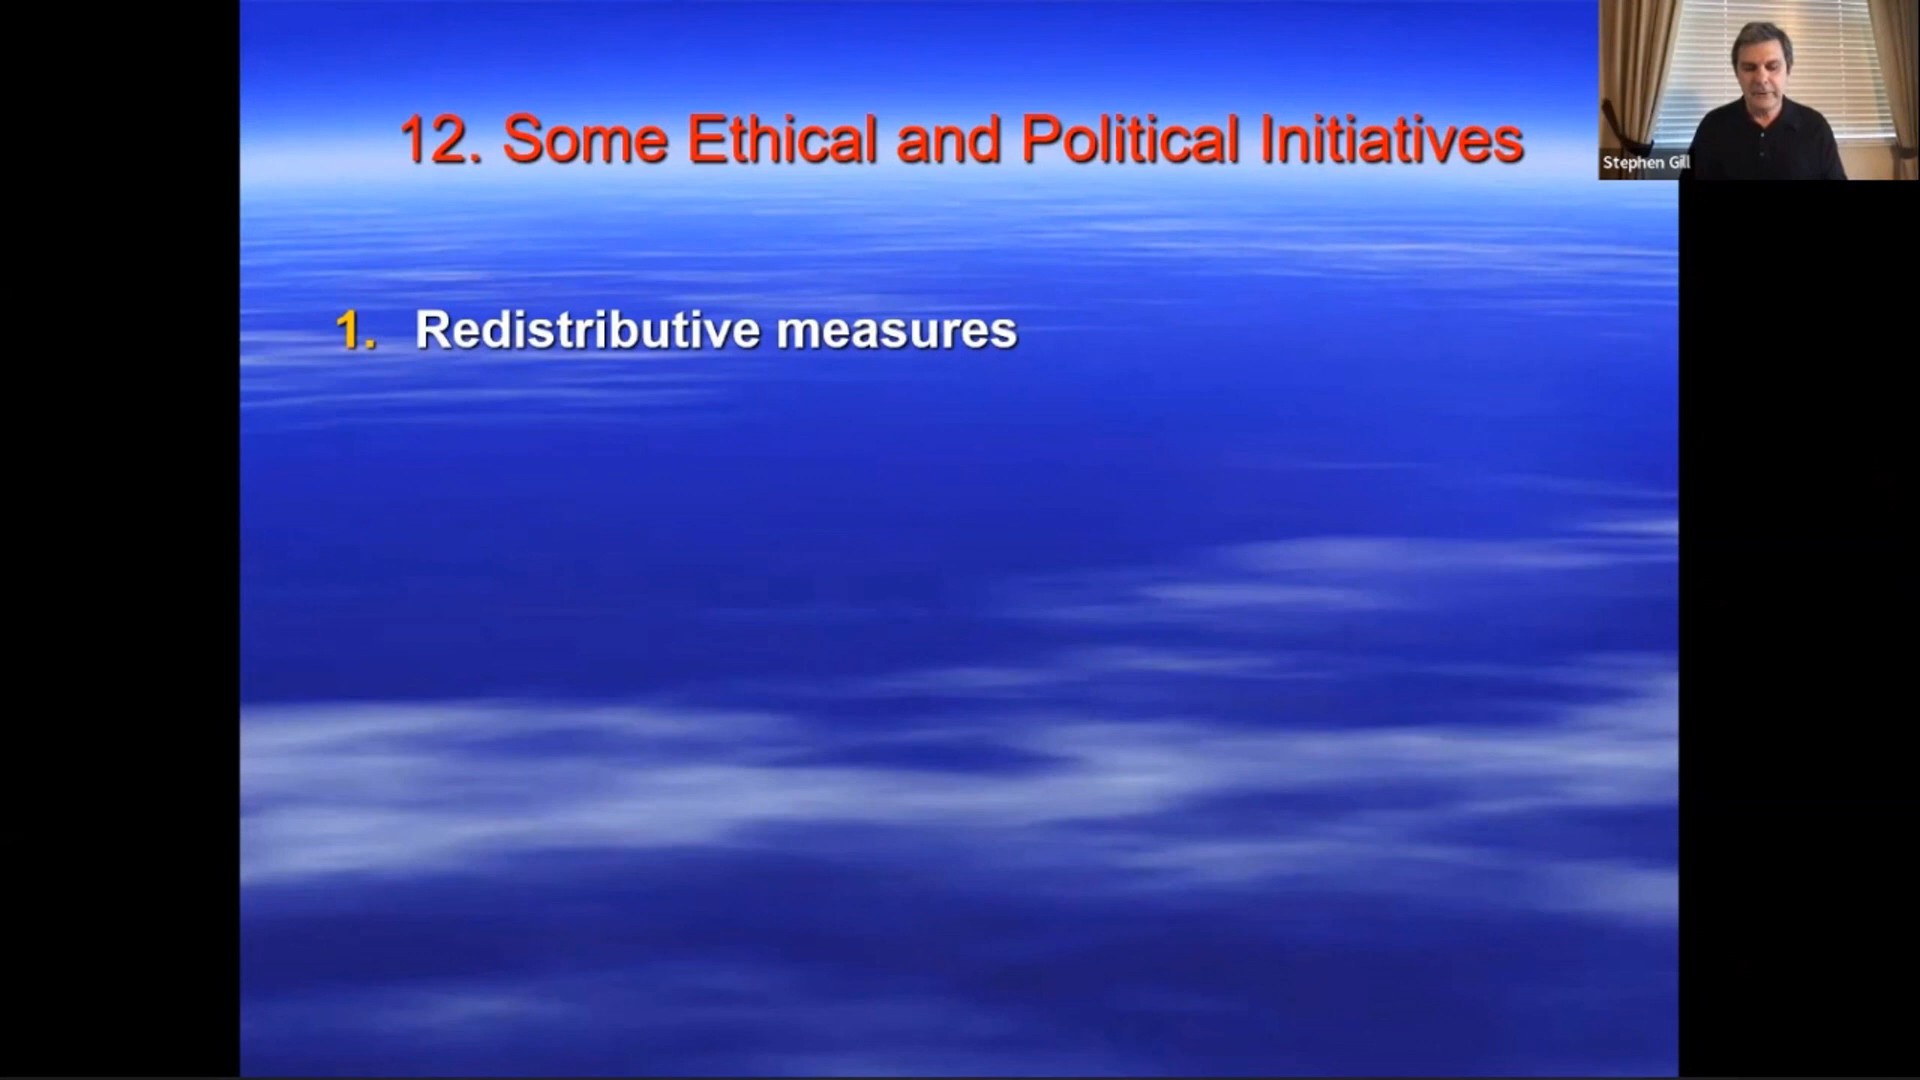 12. Some Ethical and Political Initiatives
Stephen Gill
1. Redistributive measures